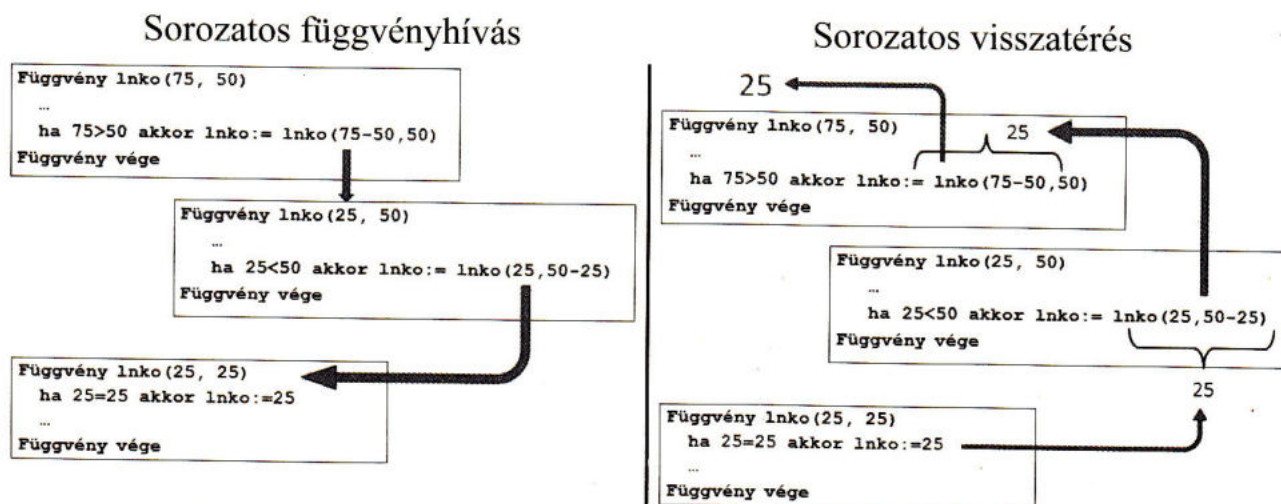 Sorozatos függvényhívás
Függvény lnko(75, 50)
…
ha 75>50 akkor lnko:= lnko(75-50,50)
Függvény vége
Függvény lnko(25, 50)
…
ha 25<50 akkor lnko:= lnko(25,50-25)
Függvény vége
Függvény lnko(25, 25)
ha 25=25 akkor lnko:=25
…
Függvény vége
Sorozatos visszatérés
25
Függvény lnko(75, 50)
25
…
ha 75>50 akkor lnko:= lnko(75-50,50)
Függvény vége
Függvény lnko(25, 50)
…
ha 25<50 akkor lnko:= lnko(25,50-25)
Függvény vége
25
Függvény lnko(25, 25)
ha 25=25 akkor lnko:=25
…
Függvény vége